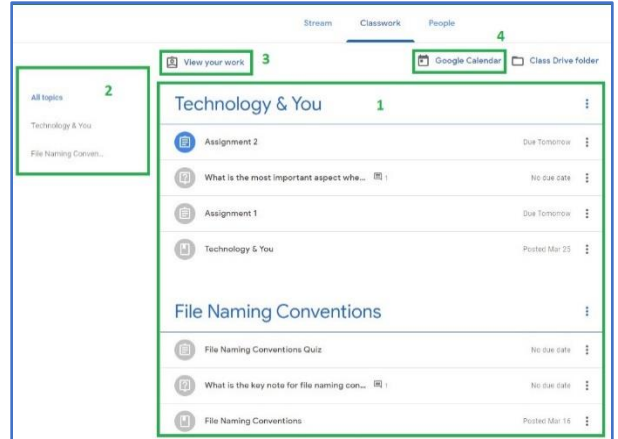 Stream Classwork People
4
View your work 3 Google Calendar Class Drive folder
2
All topics
Technology & You
File Naming Conven...
Technology & You 1
Assignment 2 Due Tomorrow
What is the most important aspect whe... 1 No due date
Assignment 1 Due Tomorrow
Technology & You Posted Mar 25
File Naming Conventions
File Naming Conventions Quiz No due date
What is the key note for file naming con... 1 No due date
File Naming Conventions Posted Mar 16